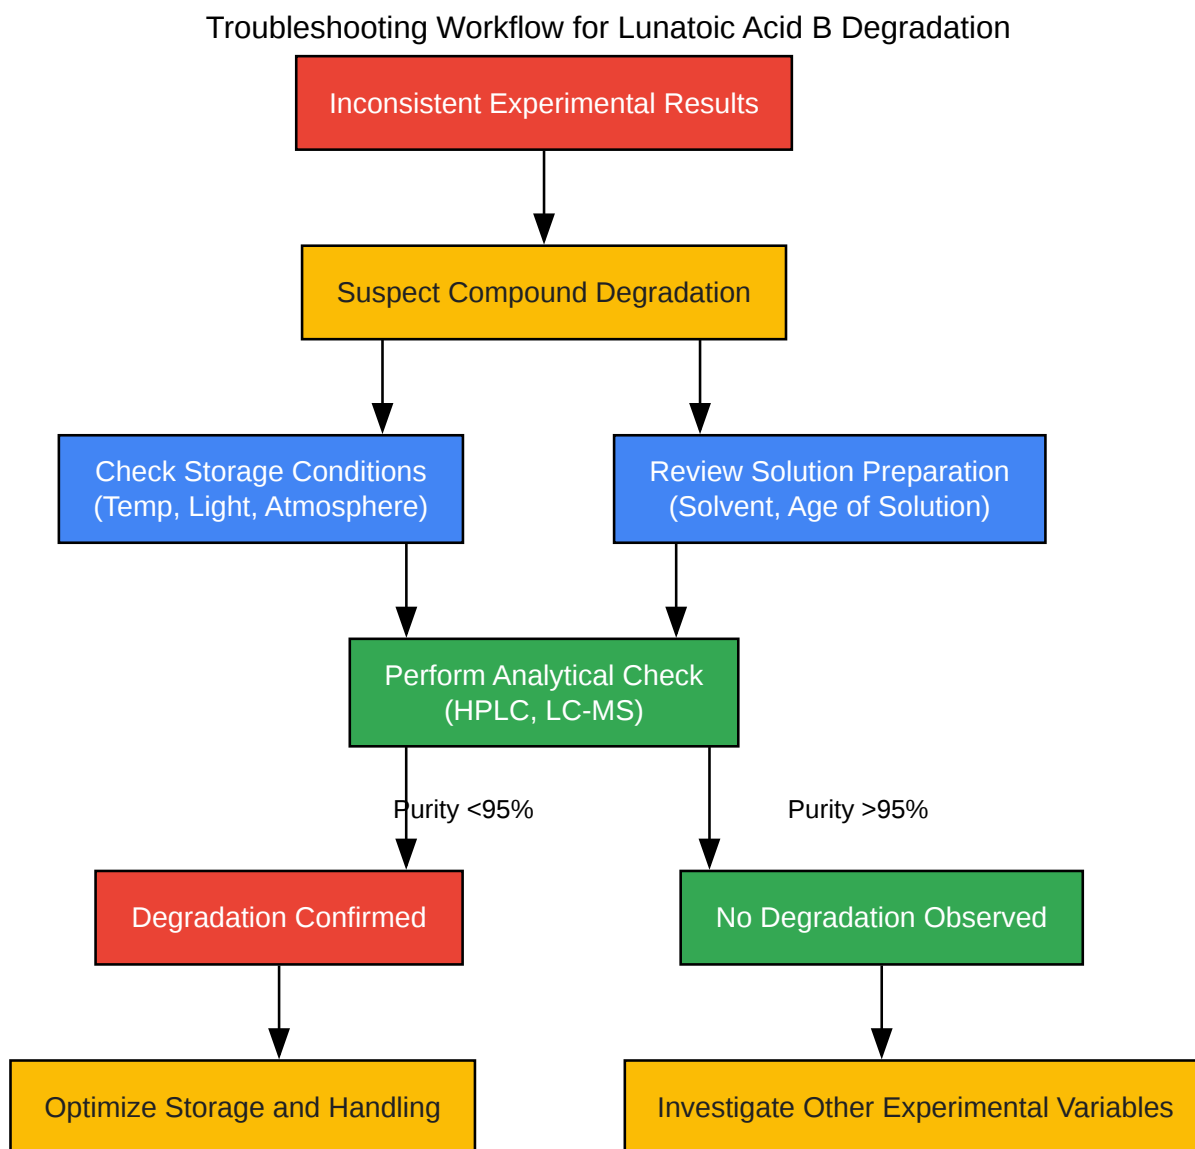 Troubleshooting Workflow for Lunatoic Acid B Degradation
Inconsistent Experimental Results
Suspect Compound Degradation
Check Storage Conditions
(Temp, Light, Atmosphere)
Review Solution Preparation
(Solvent, Age of Solution)
Perform Analytical Check
(HPLC, LC-MS)
Purity <95%
Purity >95%
Degradation Confirmed
No Degradation Observed
Optimize Storage and Handling
Investigate Other Experimental Variables